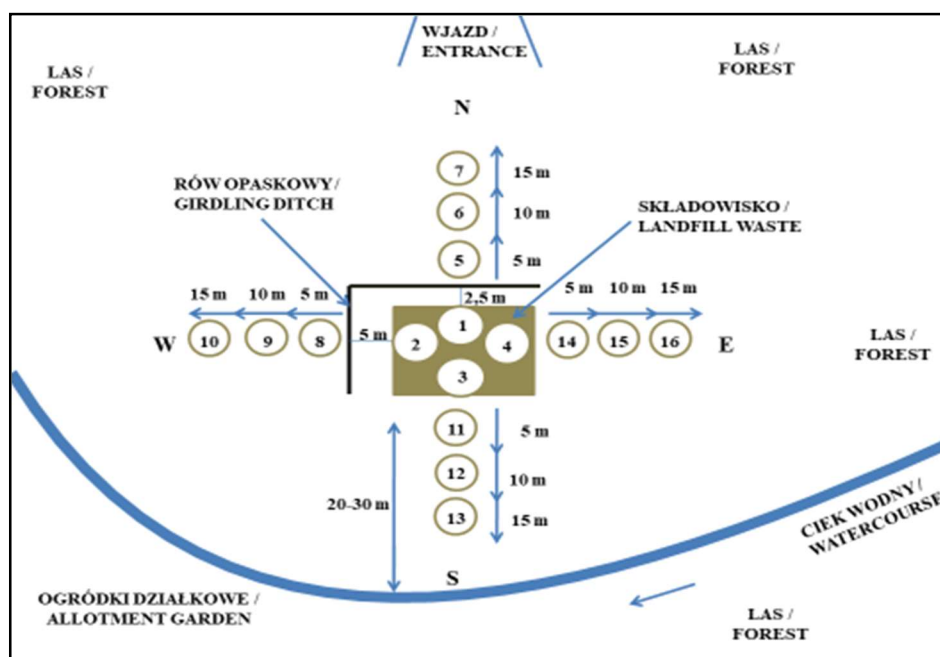 WJAZD /
ENTRANCE
LAS /
FOREST
LAS /
FOREST
N
7
15 m
6
10 m
5
5 m
RÓW OPASKOWY/
GIRDLING DITCH
SKŁADOWISKO /
LANDFILL WASTE
15 m
10 m
5 m
2,5 m
5 m
10 m
15 m
W
10
9
8
5 m
2
1
4
3
14
15
16
E
LAS /
FOREST
11
5 m
12
10 m
13
15 m
20-30 m
S
CIEK WODNY/
WATERCOURSE
OGRÓDKI DZIAŁKOWE /
ALLOTMENT GARDEN
LAS /
FOREST